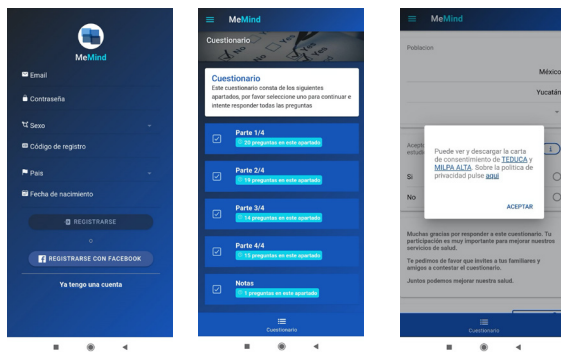 MeMind
Email
Contraseña
Sexo
Código de registro
Pais
Fecha de nacimiento
REGISTRARSE
o
REGISTRARSE CON FACEBOOK
Ya tengo una cuenta
MeMind
Cuestionario
No
Yes
No
Yes
Cuestionario
Este cuestionario consta de los siguientes
apartados, por favor seleccione uno para continuar e
intente responder todas las preguntas
Parte 1/4
20 preguntas en este apartado
Parte 2/4
19 preguntas en este apartado
Parte 3/4
14 preguntas en este apartado
Parte 4/4
15 preguntas en este apartado
Notas
1 preguntas en este apartado
Cuestionario
MeMind
Poblacion
México
Yucatán
Acepto
estudio
i
Puede ver y descargar la carta
de consentimiento de TEDUCA y
MILPA ALTA. Sobre la política de
privacidad pulse aquí
ACEPTAR
Si
No
Muchas gracias por responder a este cuestionario. Tu
participación es muy importante para mejorar nuestros
servicios de salud.
Te pedimos de favor que invites a tus familiares y
amigos a contestar el cuestionario.
Juntos podemos mejorar nuestra salud.
Cuestionario